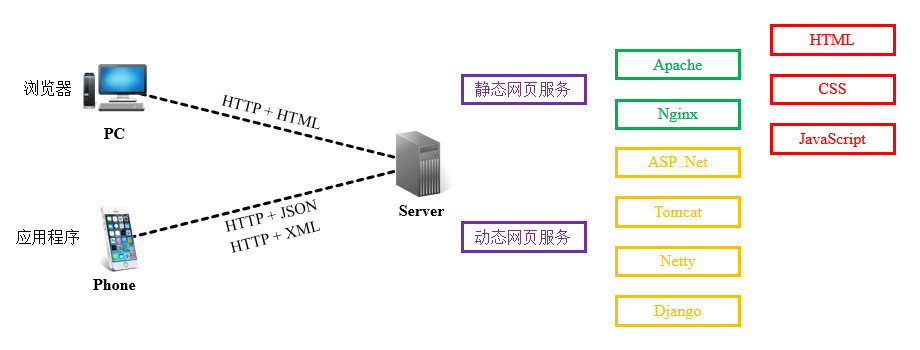 浏览器
PC
HTTP + HTML
应用程序
Phone
HTTP + JSON
HTTP + XML
Server
静态网页服务
动态网页服务
Apache
Nginx
ASP .Net
Tomcat
Netty
Django
HTML
CSS
JavaScript